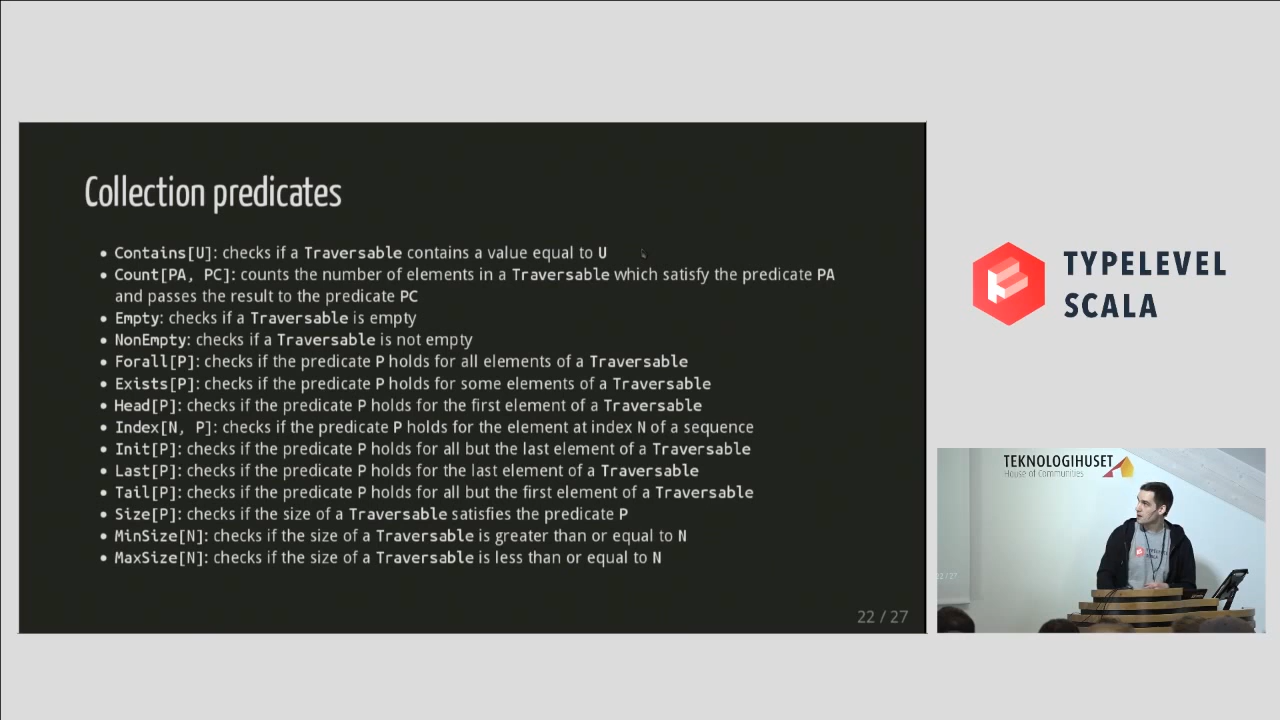 Collection predicates
• Contains[U]: checks if a Traversable contains a value equal to U
• Count[PA, PC]: counts the number of elements in a Traversable which satisfy the predicate PA
and passes the result to the predicate PC
• Empty: checks if a Traversable is empty
• NonEmpty: checks if a Traversable is not empty
• Forall[P]: checks if the predicate P holds for all elements of a Traversable
• Exists[P]: checks if the predicate P holds for some elements of a Traversable
• Head[P]: checks if the predicate P holds for the first element of a Traversable
• Index[N, P]: checks if the predicate P holds for the element at index N of a sequence
• Init[P]: checks if the predicate P holds for all but the last element of a Traversable
• Last[P]: checks if the predicate P holds for the last element of a Traversable
• Tail[P]: checks if the predicate P holds for all but the first element of a Traversable
• Size[P]: checks if the size of a Traversable satisfies the predicate P
• MinSize[N]: checks if the size of a Traversable is greater than or equal to N
• MaxSize[N]: checks if the size of a Traversable is less than or equal to N
22 / 27
TYPELEVEL
SCALA
TEKNOLOGIHUSET
House of Communities
22 / 27